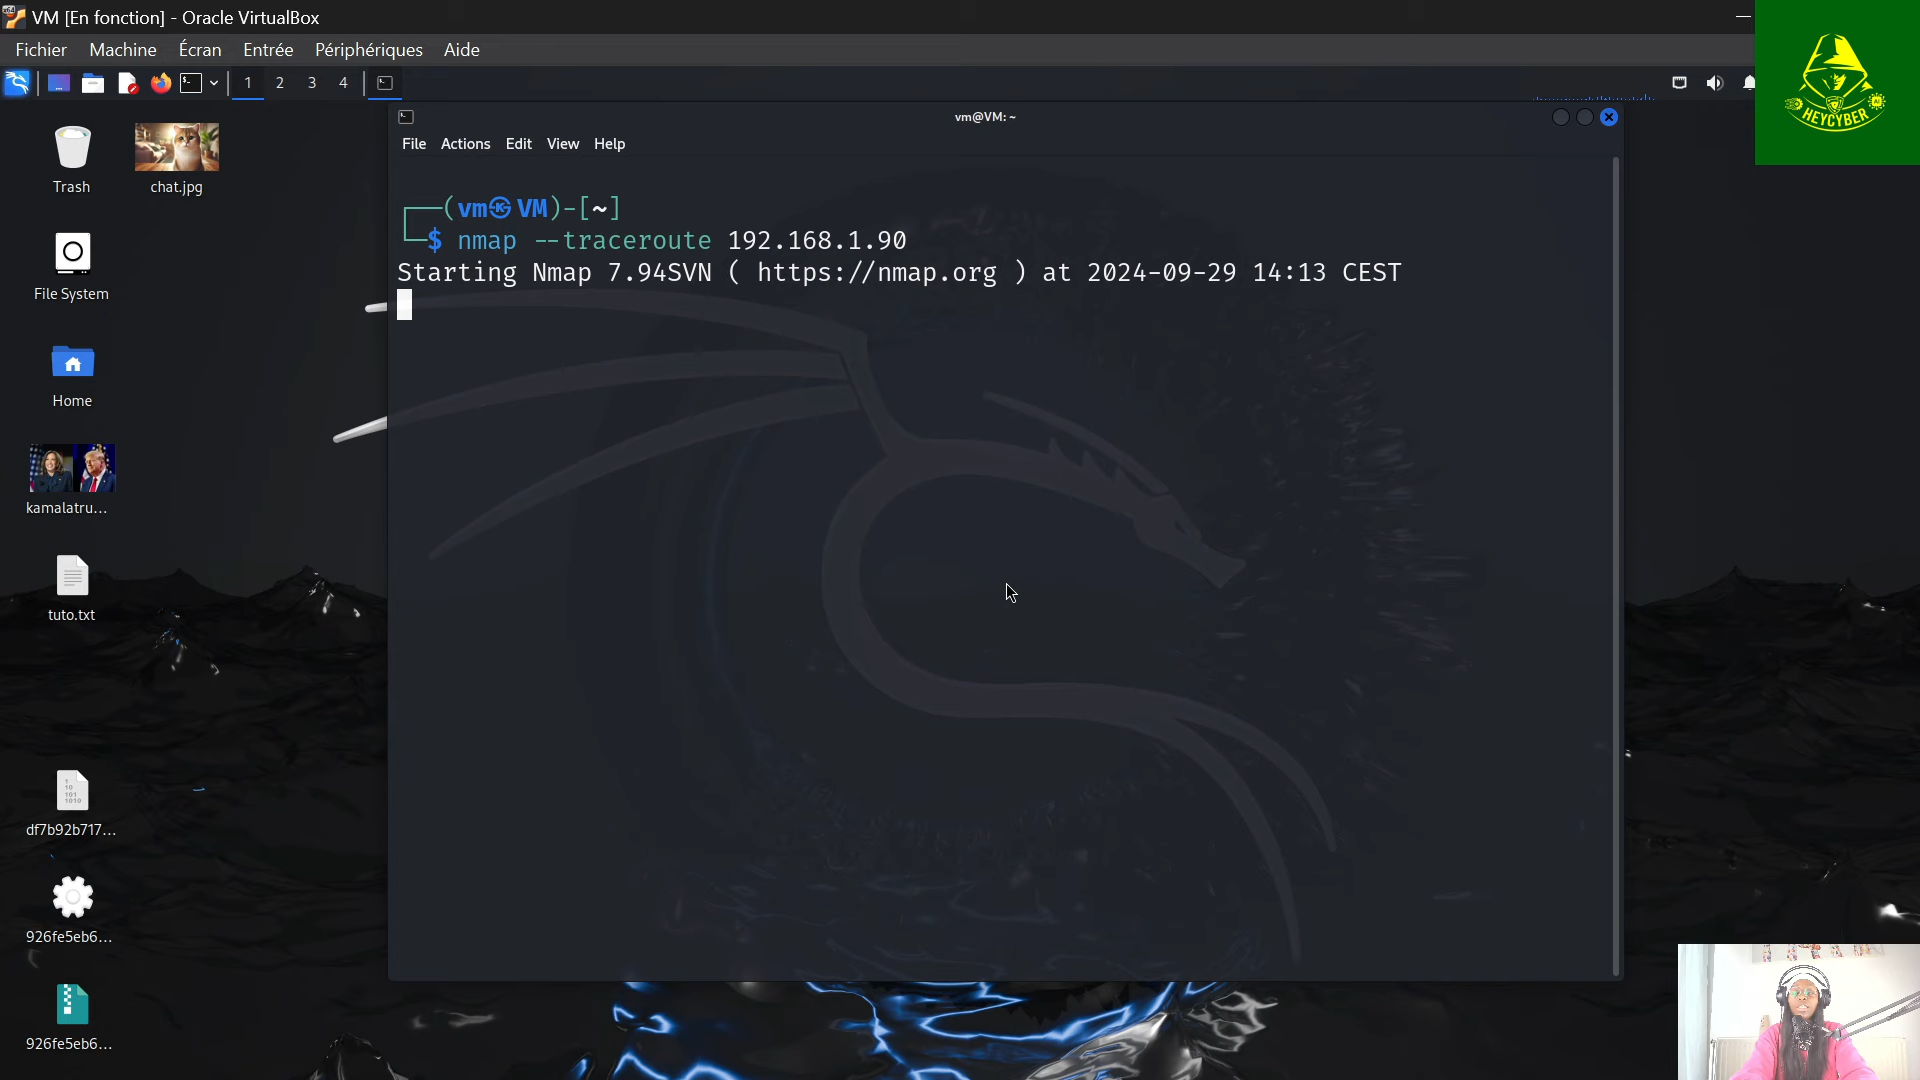 VM [En fonction] - Oracle VirtualBox
Fichier Machine Écran Entrée Périphériques Aide
1 2 3 4
HEYCYBER
vm@VM: ~
File Actions Edit View Help
Trash
chat.jpg
File System
Home
kamalatru...
tuto.txt
df7b92b717...
926fe5eb6...
926fe5eb6...
┌──(vm㉿VM)-[~]
└─$ nmap --traceroute 192.168.1.90
Starting Nmap 7.94SVN ( https://nmap.org ) at 2024-09-29 14:13 CEST